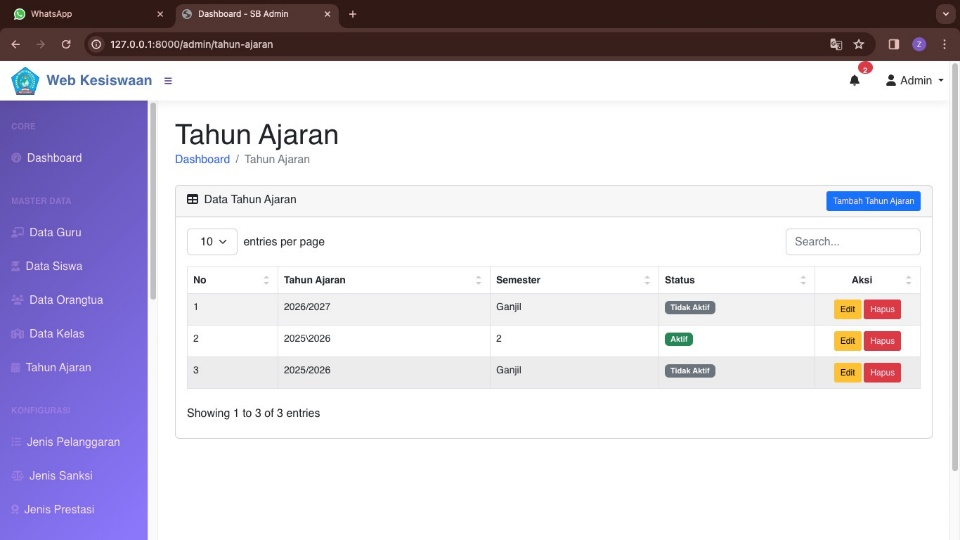 WhatsApp
Dashboard - SB Admin
127.0.0.1:8000/admin/tahun-ajaran
Z
Web Kesiswaan
2
Admin
CORE
Dashboard
MASTER DATA
Data Guru
Data Siswa
Data Orangtua
Data Kelas
Tahun Ajaran
KONFIGURASI
Jenis Pelanggaran
Jenis Sanksi
Jenis Prestasi
Tahun Ajaran
Dashboard / Tahun Ajaran
Data Tahun Ajaran
Tambah Tahun Ajaran
10 entries per page
Search...
No Tahun Ajaran Semester Status Aksi
1 2026/2027 Ganjil Tidak Aktif Edit Hapus
2 2025\2026 2 Aktif Edit Hapus
3 2025/2026 Ganjil Tidak Aktif Edit Hapus
Showing 1 to 3 of 3 entries